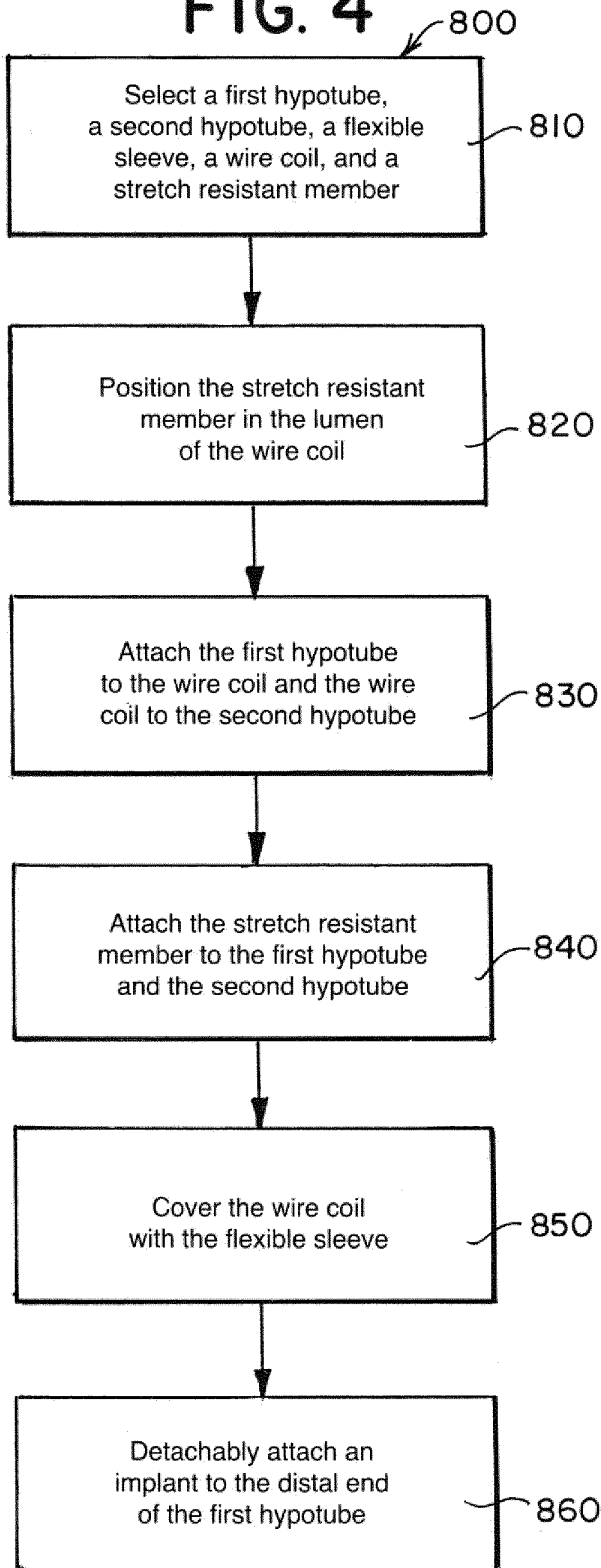 FIG. 4
800
Select a first hypotube,
a second hypotube, a flexible
sleeve, a wire coil, and a
stretch resistant member
810
Position the stretch resistant
member in the lumen
of the wire coil
820
Attach the first hypotube
to the wire coil and the wire
coil to the second hypotube
830
Attach the stretch resistant
member to the first hypotube
and the second hypotube
840
Cover the wire coil
with the flexible sleeve
850
Detachably attach an
implant to the distal end
of the first hypotube
860